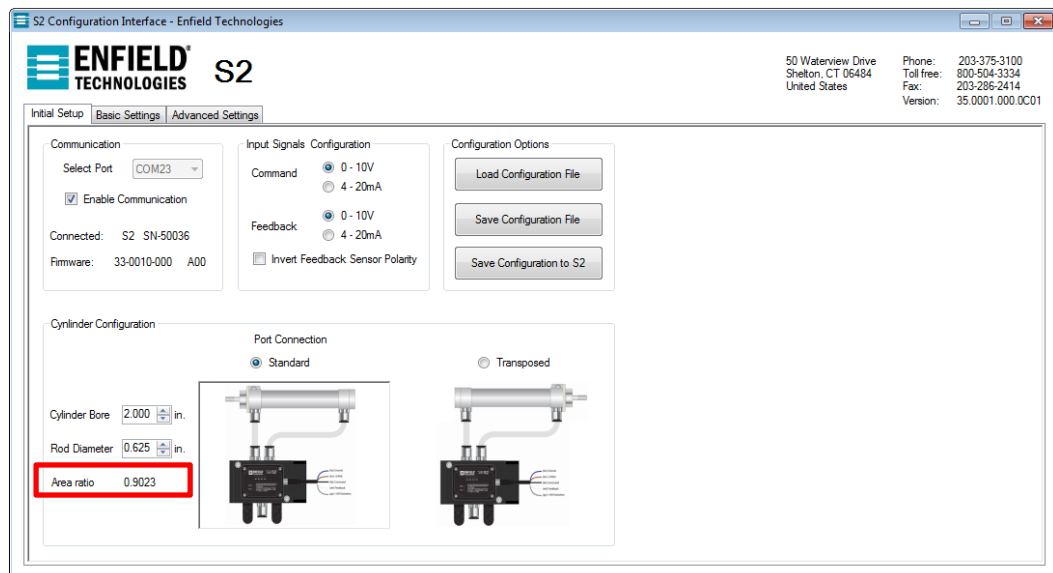 S2 Configuration Interface - Enfield Technologies
ENFIELD
TECHNOLOGIES
S2
50 Waterview Drive
Shelton, CT 06484
United States
Phone: 203-375-3100
Toll free: 800-504-3334
Fax: 203-286-2414
Version: 35.0001.000.0C01
Initial Setup Basic Settings Advanced Settings
Communication
Select Port COM23
Enable Communication
Connected: S2 SN-50036
Firmware: 33-0010-000 A00
Input Signals Configuration
Command 0 - 10V
4 - 20mA
Feedback 0 - 10V
4 - 20mA
Invert Feedback Sensor Polarity
Configuration Options
Load Configuration File
Save Configuration File
Save Configuration to S2
Cynlinder Configuration
Port Connection
Standard
Transposed
Cylinder Bore 2.000 in.
Rod Diameter 0.625 in.
Area ratio 0.9023
ENFIELD
ENFIELD